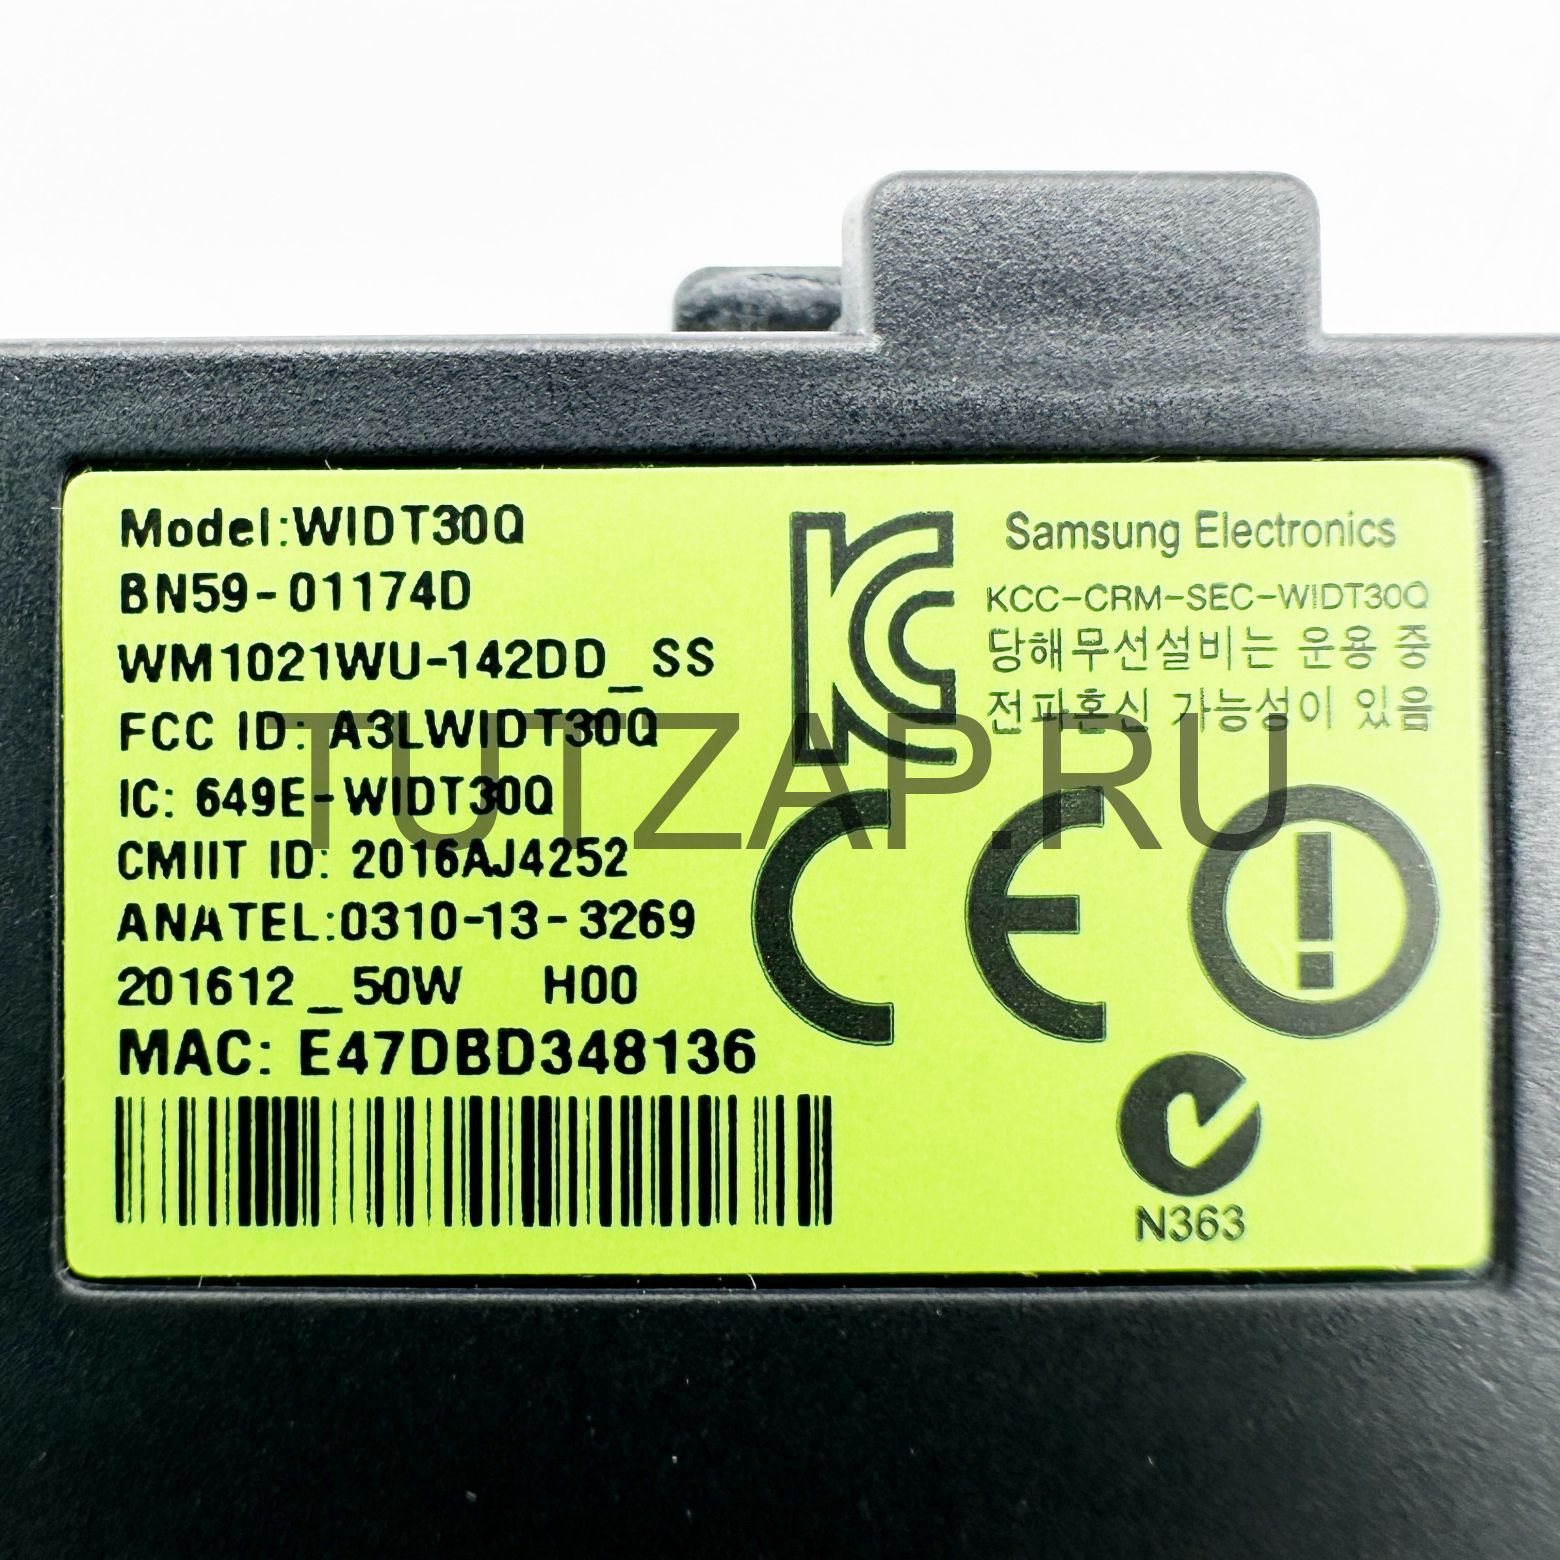 Model:WIDT30Q
BN59-01174D
WM1021WU-142DD_SS
FCC ID: A3LWIDT30Q
IC: 649E-WIDT30Q
CMIIT ID: 2016AJ4252
ANATEL:0310-13-3269
201612_50W H00
MAC: E47DBD348136
Samsung Electronics
KCC-CRM-SEC-WIDT30Q
당해무선설비는 운용 중
전파혼신 가능성이 있음
N363
TUTZAP.RU